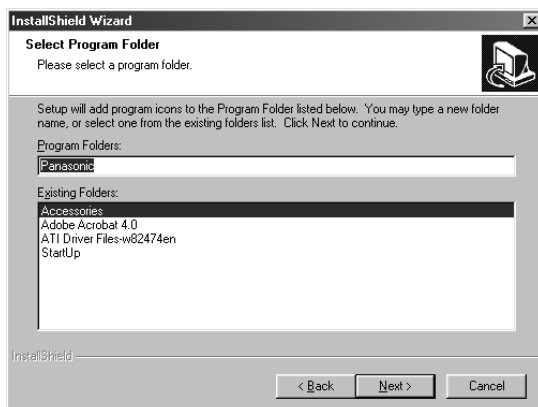 InstallShield Wizard
Select Program Folder
Please select a program folder.
Setup will add program icons to the Program Folder listed below. You may type a new folder
name, or select one from the existing folders list. Click Next to continue.
Program Folders:
Panasonic
Existing Folders:
Accessories
Adobe Acrobat 4.0
ATI Driver Files-w82474en
StartUp
InstallShield
< Back
Next >
Cancel